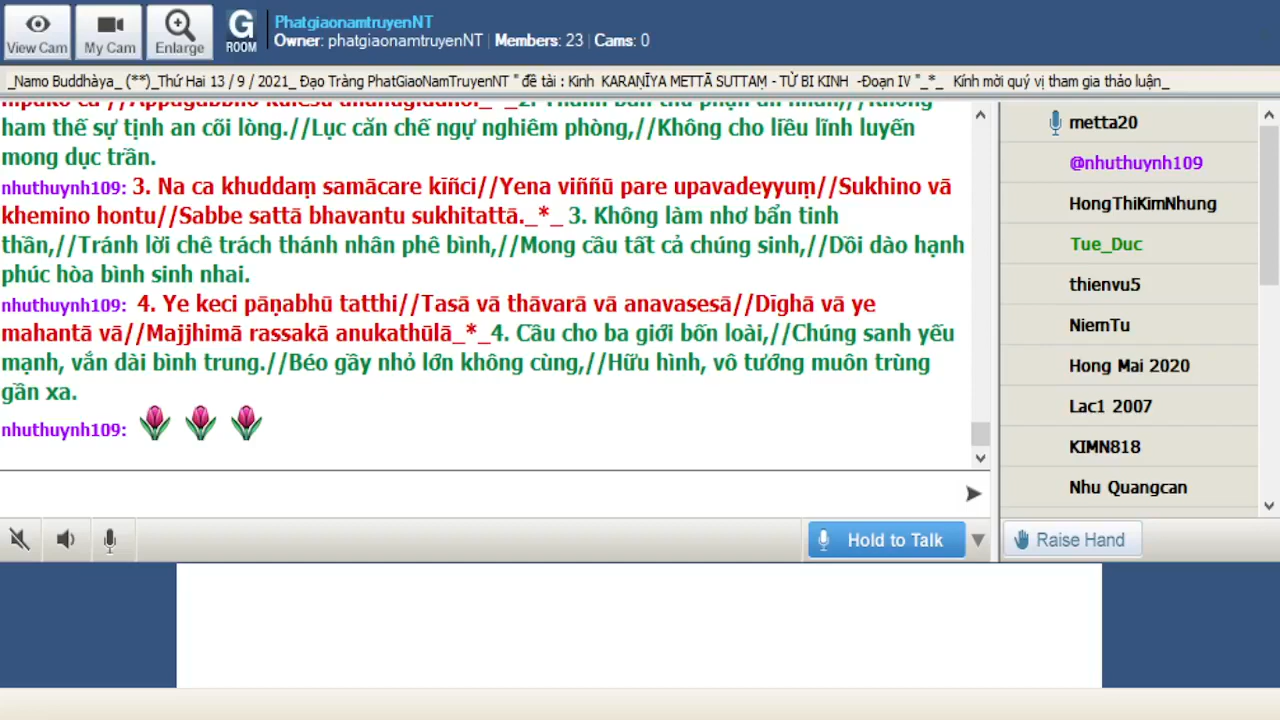 View Cam
My Cam
Enlarge
G
ROOM
PhatgiaonamtruyenNT
Owner: phatgiaonamtruyenNT | Members: 23 | Cams: 0
_Namo Buddhàya_ (**)_Thứ Hai 13 / 9 / 2021_ Đạo Tràng PhatGiaoNamTruyenNT " đề tài : Kinh KARAṆĪYA METTĀ SUTTAṂ - TỪ BI KINH -Đoạn IV "_*_ Kính mời quý vị tham gia thảo luận_
ham thế sự tịnh an cõi lòng.//Lục căn chế ngự nghiêm phòng,//Không cho liều lĩnh luyến
mong dục trần.
nhuthuynh109: 3. Na ca khuddaṃ samācare kīñci//Yena viññū pare upavadeyyuṃ//Sukhino vā
khemino hontu//Sabbe sattā bhavantu sukhitattā._*_ 3. Không làm nhơ bẩn tinh
thần,//Tránh lời chê trách thánh nhân phê bình,//Mong cầu tất cả chúng sinh,//Dồi dào hạnh
phúc hòa bình sinh nhai.
nhuthuynh109: 4. Ye keci pāṇabhū tatthi//Tasā vā thāvarā vā anavasesā//Dīghā vā ye
mahantā vā//Majjhimā rassakā anukathūlā_*_4. Cầu cho ba giới bốn loài,//Chúng sanh yếu
mạnh, vắn dài bình trung.//Béo gầy nhỏ lớn không cùng,//Hữu hình, vô tướng muôn trùng
gần xa.
nhuthuynh109:
Hold to Talk
metta20
@nhuthuynh109
HongThiKimNhung
Tue_Duc
thienvu5
NiemTu
Hong Mai 2020
Lac1 2007
KIMN818
Nhu Quangcan
Raise Hand